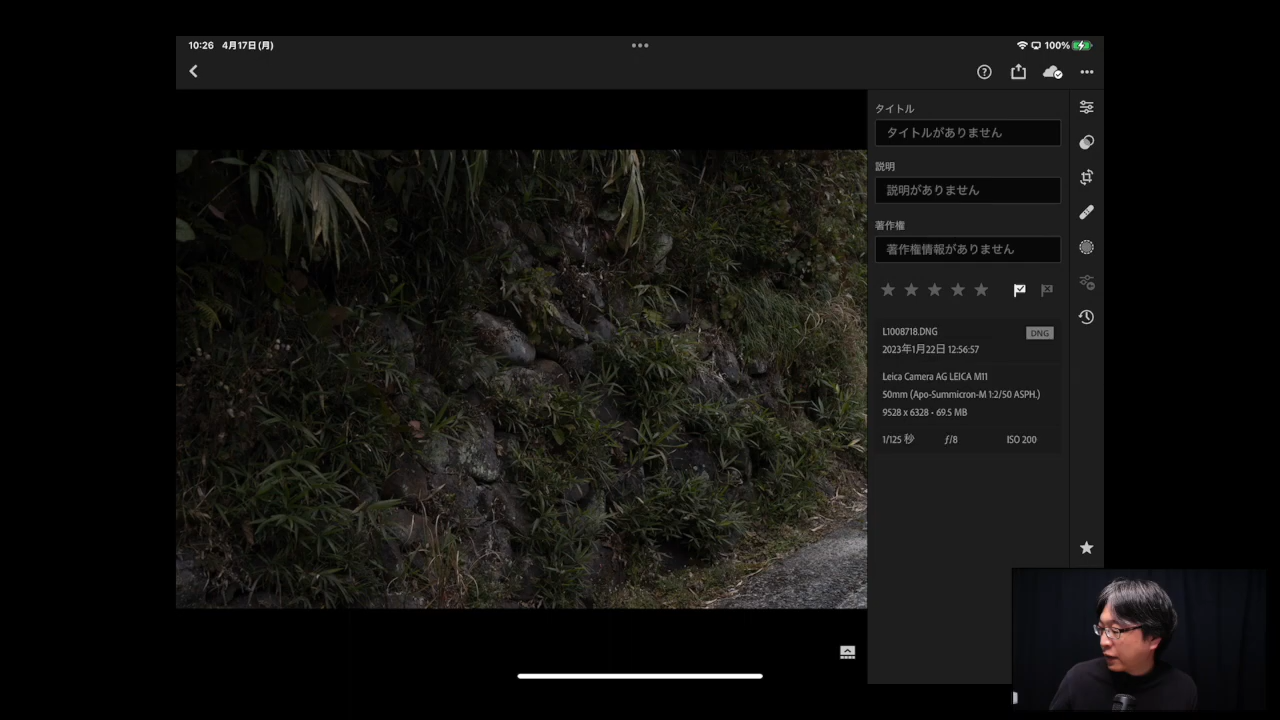 10:26 4月17日(月)
100%
タイトル
タイトルがありません
説明
説明がありません
著作権
著作権情報がありません
L1008718.DNG
DNG
2023年1月22日 12:56:57
Leica Camera AG LEICA M11
50mm (Apo-Summicron-M 1:2/50 ASPH.)
9528 x 6328 • 69.5 MB
1/125 秒 ƒ/8 ISO 200